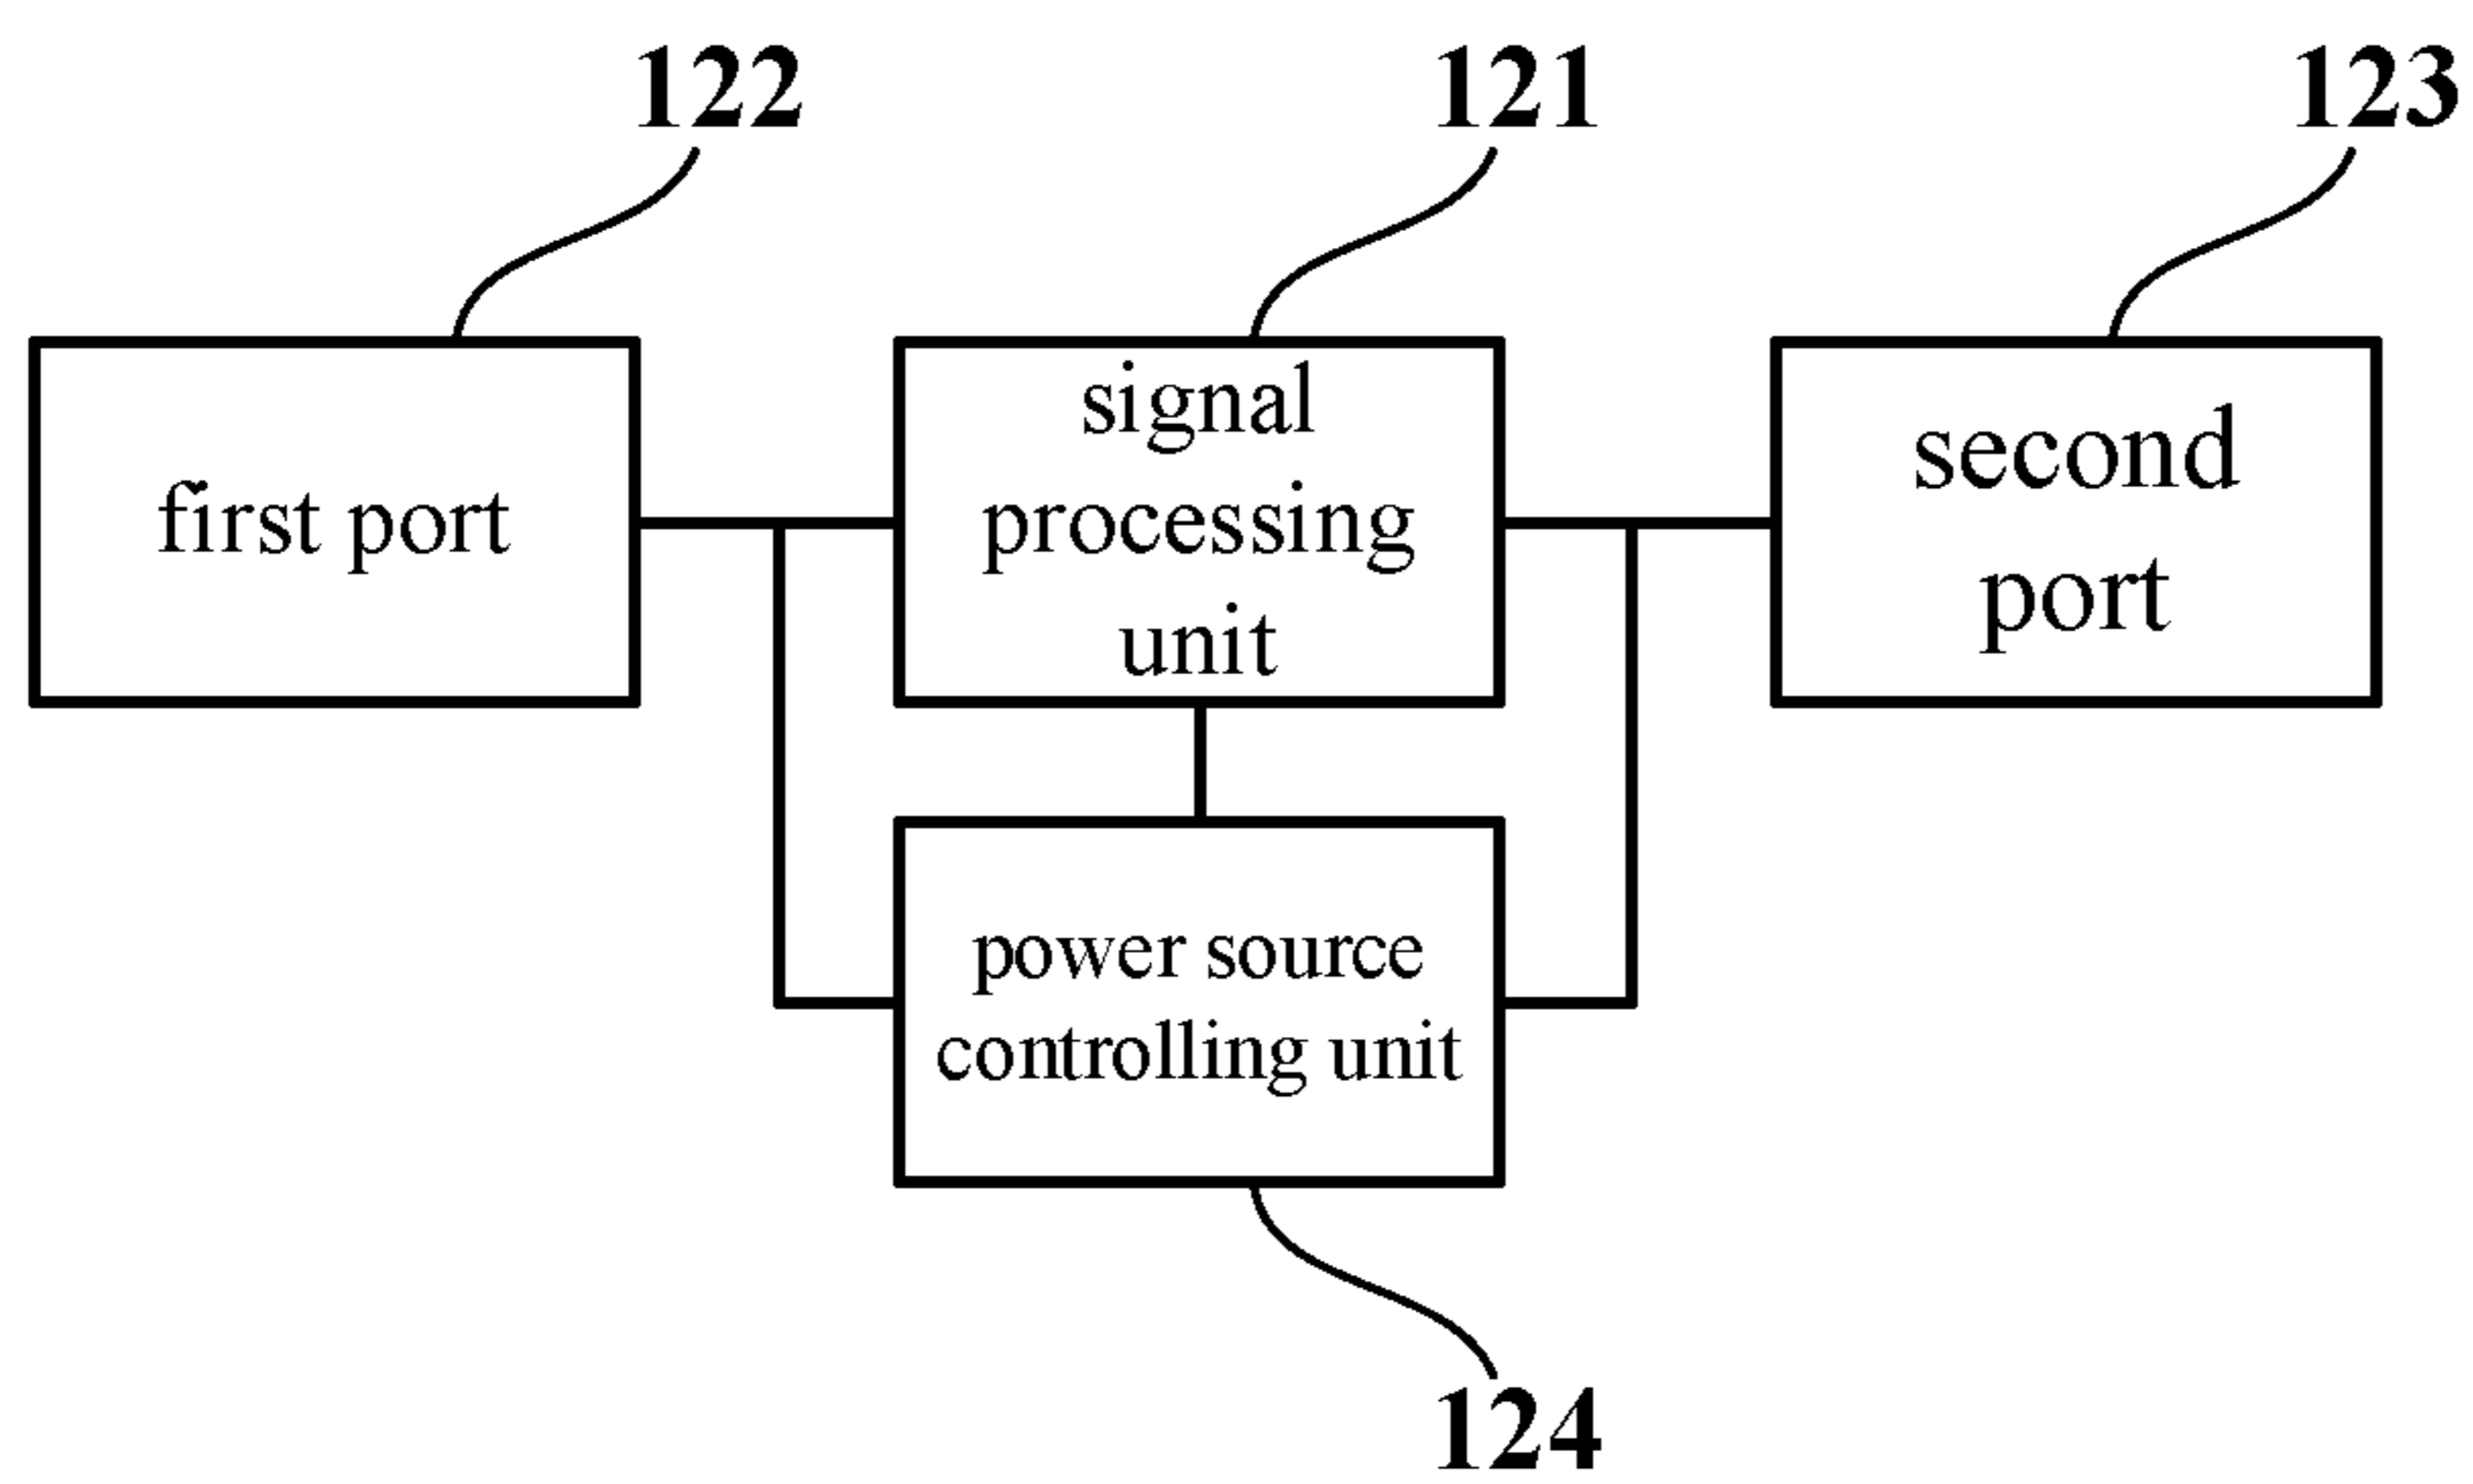 122
121
123
first port
signal
processing
unit
second
port
power source
controlling unit
124